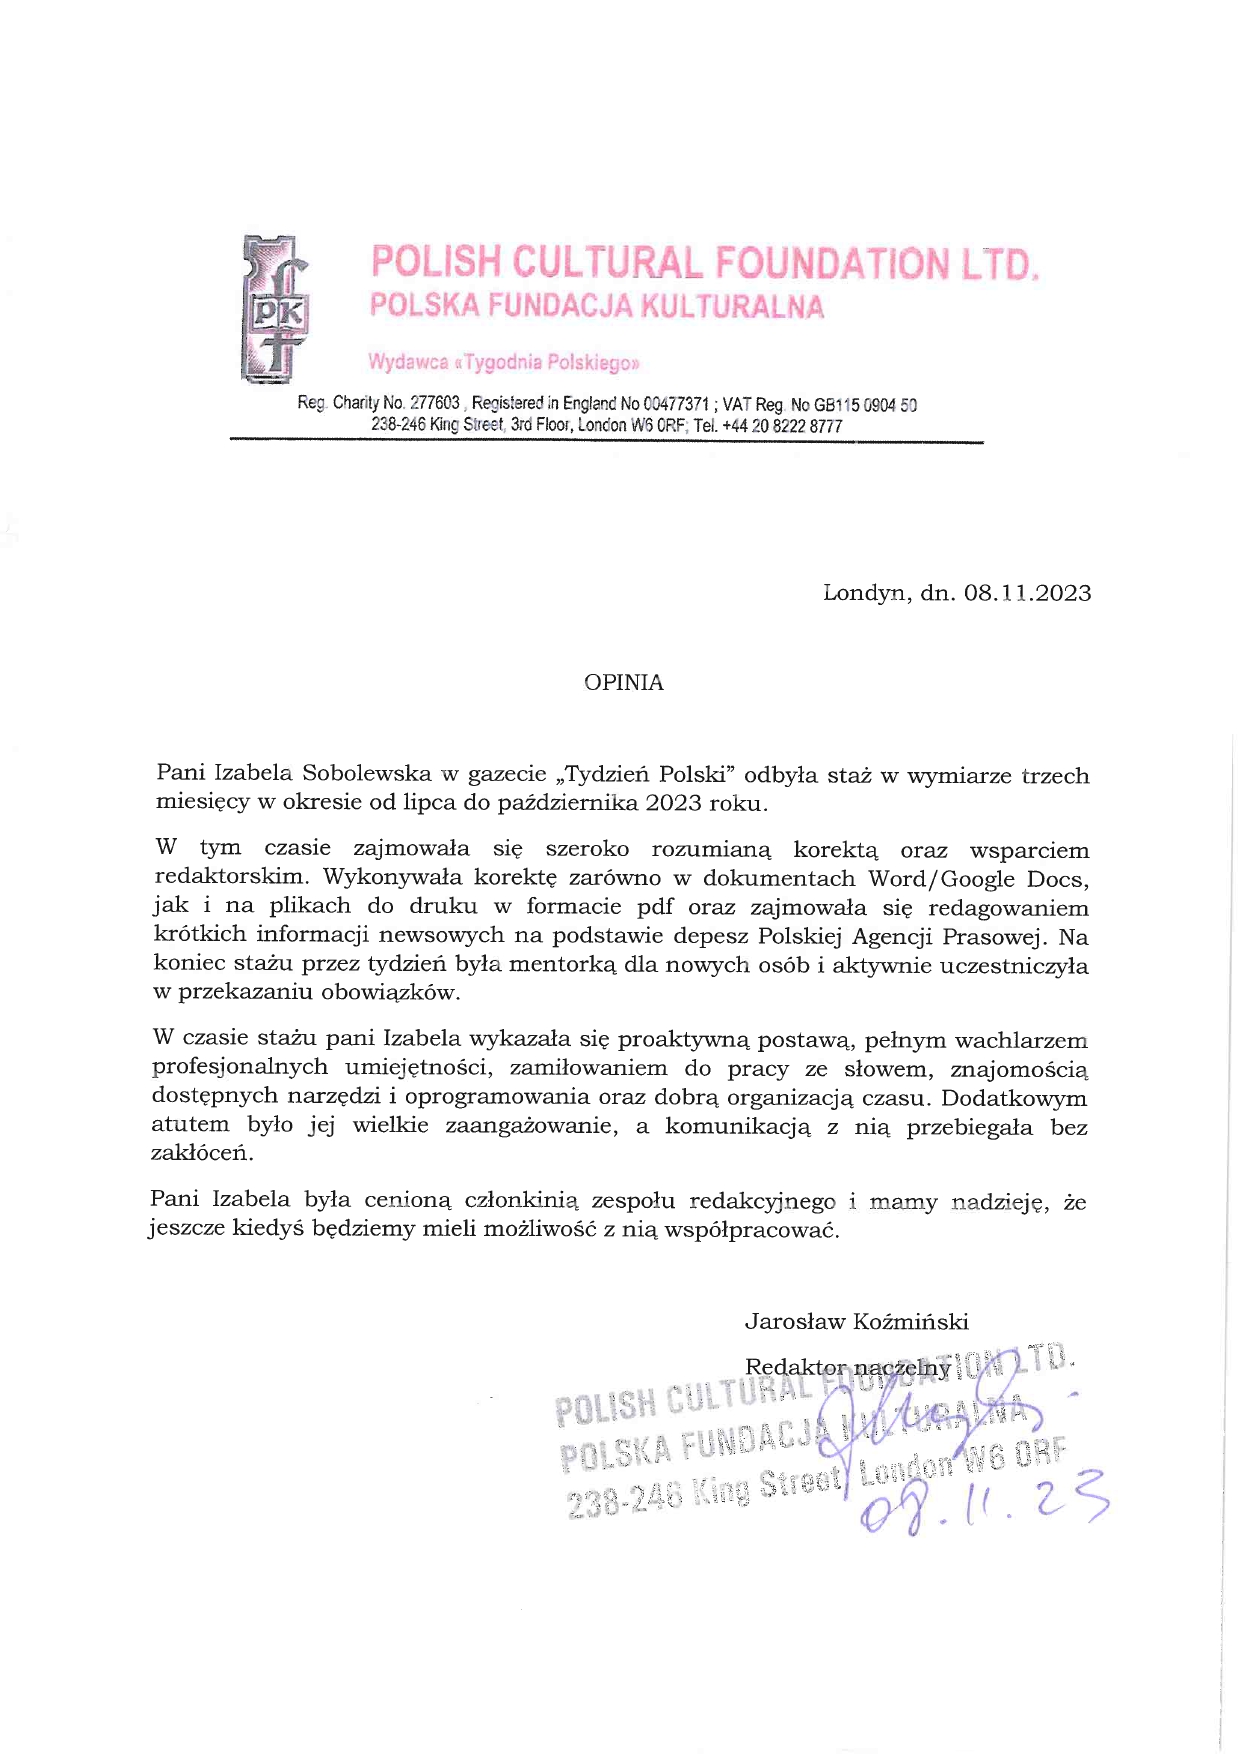 PK
POLISH CULTURAL FOUNDATION LTD.
POLSKA FUNDACJA KULTURALNA
Wydawca «Tygodnia Polskiego»
Reg. Charity No. 277603 , Registered in England No 00477371 ; VAT Reg. No GB115 0904 50
238-246 King Street, 3rd Floor, London W6 0RF; Tel. +44 20 8222 8777
Londyn, dn. 08.11.2023
OPINIA
Pani Izabela Sobolewska w gazecie „Tydzień Polski” odbyła staż w wymiarze trzech
miesięcy w okresie od lipca do października 2023 roku.
W tym czasie zajmowała się szeroko rozumianą korektą oraz wsparciem
redaktorskim. Wykonywała korektę zarówno w dokumentach Word/Google Docs,
jak i na plikach do druku w formacie pdf oraz zajmowała się redagowaniem
krótkich informacji newsowych na podstawie depesz Polskiej Agencji Prasowej. Na
koniec stażu przez tydzień była mentorką dla nowych osób i aktywnie uczestniczyła
w przekazaniu obowiązków.
W czasie stażu pani Izabela wykazała się proaktywną postawą, pełnym wachlarzem
profesjonalnych umiejętności, zamiłowaniem do pracy ze słowem, znajomością
dostępnych narzędzi i oprogramowania oraz dobrą organizacją czasu. Dodatkowym
atutem było jej wielkie zaangażowanie, a komunikacją z nią przebiegała bez
zakłóceń.
Pani Izabela była cenioną członkinią zespołu redakcyjnego i mamy nadzieję, że
jeszcze kiedyś będziemy mieli możliwość z nią współpracować.
Jarosław Koźmiński
Redaktor naczelny
POLISH CULTURAL FOUNDATION LTD.
POLSKA FUNDACJA KULTURALNA
238-246 King Street, London W6 0RF
08.11.23